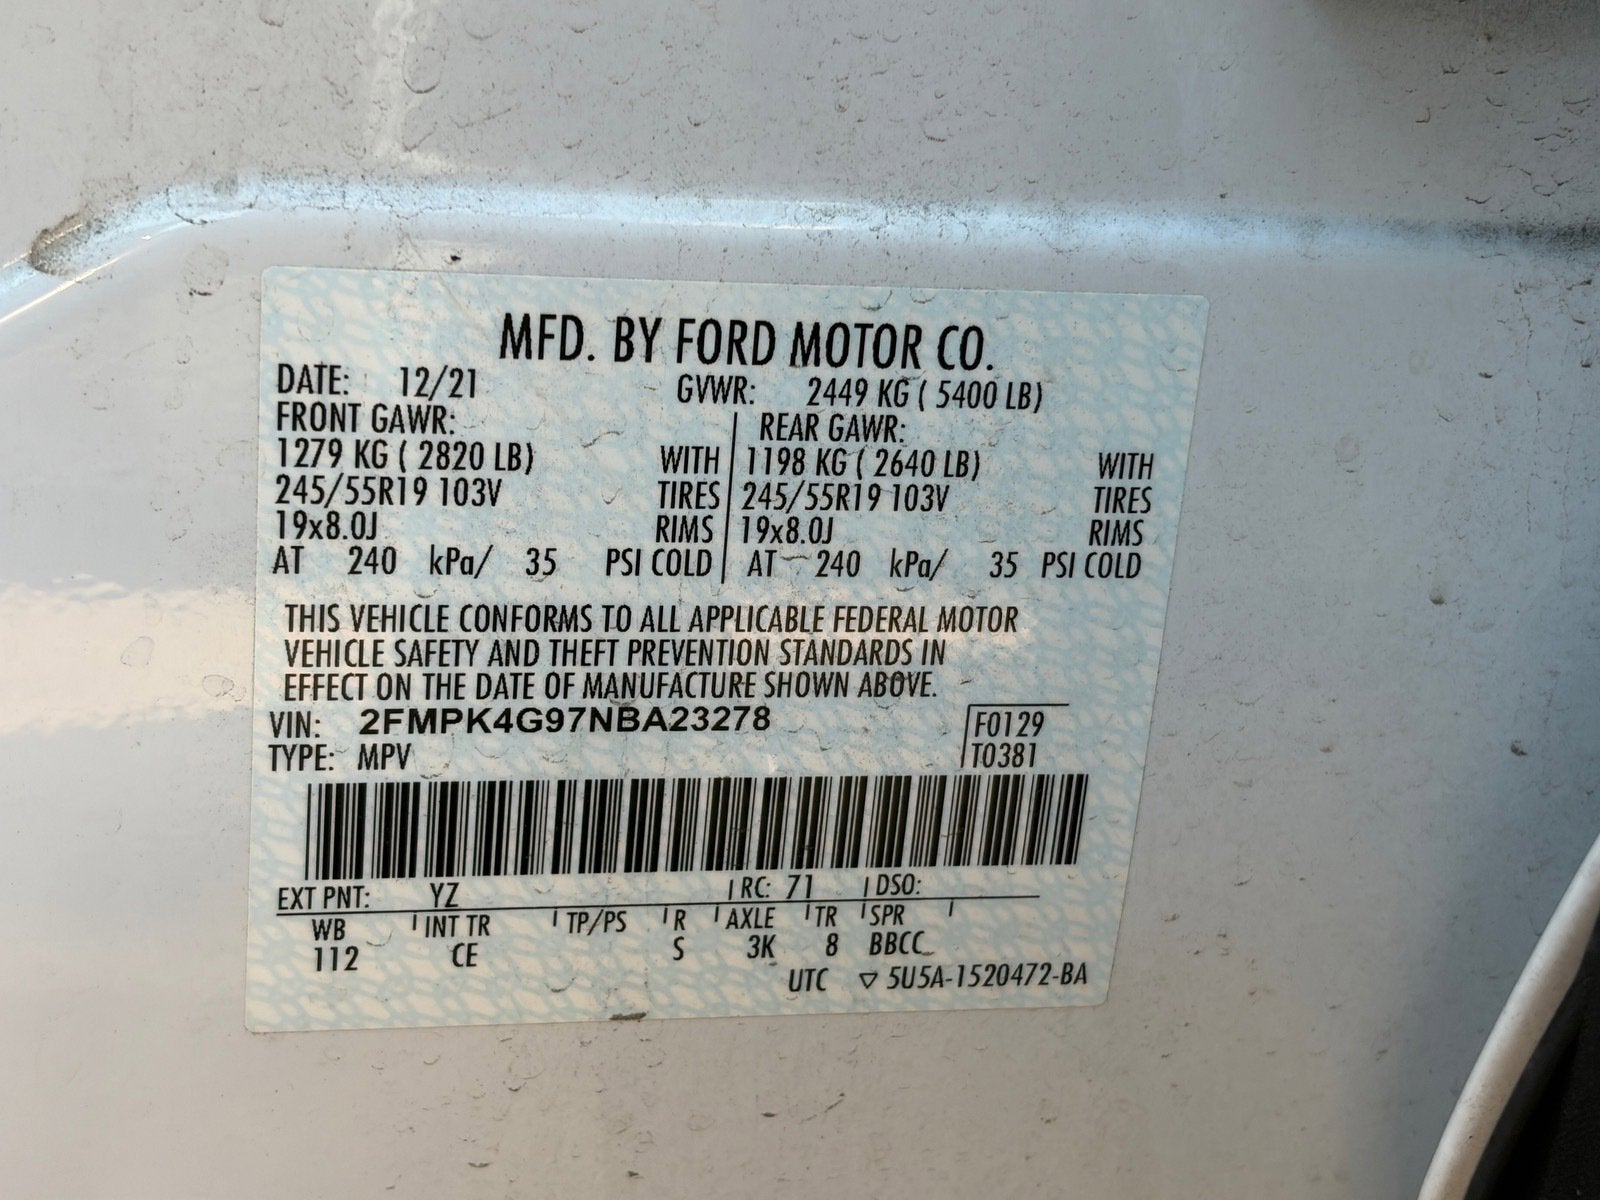 MFD. BY FORD MOTOR CO.
DATE: 12/21 GVWR: 2449 KG ( 5400 LB)
FRONT GAWR: REAR GAWR:
1279 KG ( 2820 LB) WITH 1198 KG ( 2640 LB) WITH
245/55R19 103V TIRES 245/55R19 103V TIRES
19x8.0J RIMS 19x8.0J RIMS
AT 240 kPa/ 35 PSI COLD AT 240 kPa/ 35 PSI COLD
THIS VEHICLE CONFORMS TO ALL APPLICABLE FEDERAL MOTOR
VEHICLE SAFETY AND THEFT PREVENTION STANDARDS IN
EFFECT ON THE DATE OF MANUFACTURE SHOWN ABOVE.
VIN: 2FMPK4G97NBA23278 F0129
TYPE: MPV T0381
EXT PNT: YZ RC: 71 DSO:
WB INT TR TP/PS R AXLE TR SPR
112 CE S 3K 8 BBCC
UTC ▽ 5U5A-1520472-BA